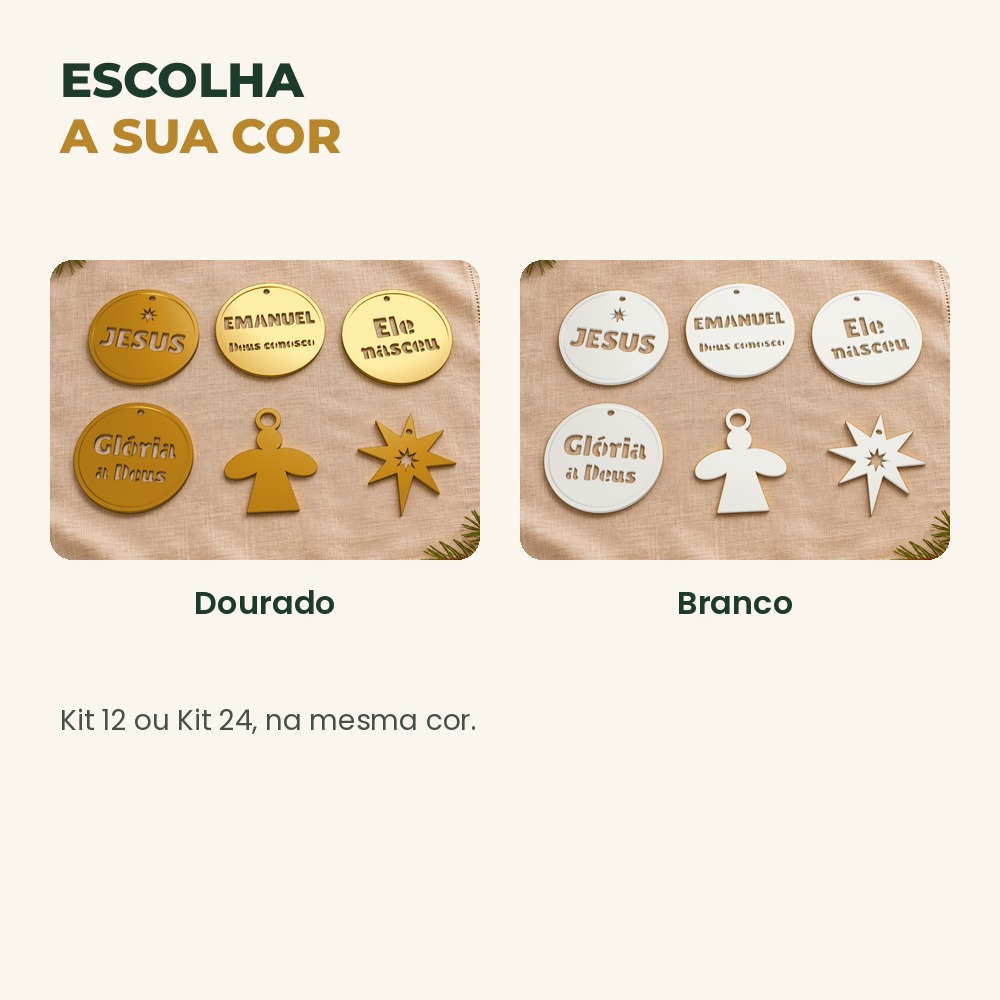 ESCOLHA
A SUA COR
JESUS
EMANUEL
Deus conosco
Ele
nasceu
Glória
a Deus
JESUS
EMANUEL
Deus conosco
Ele
nasceu
Glória
a Deus
Dourado
Branco
Kit 12 ou Kit 24, na mesma cor.